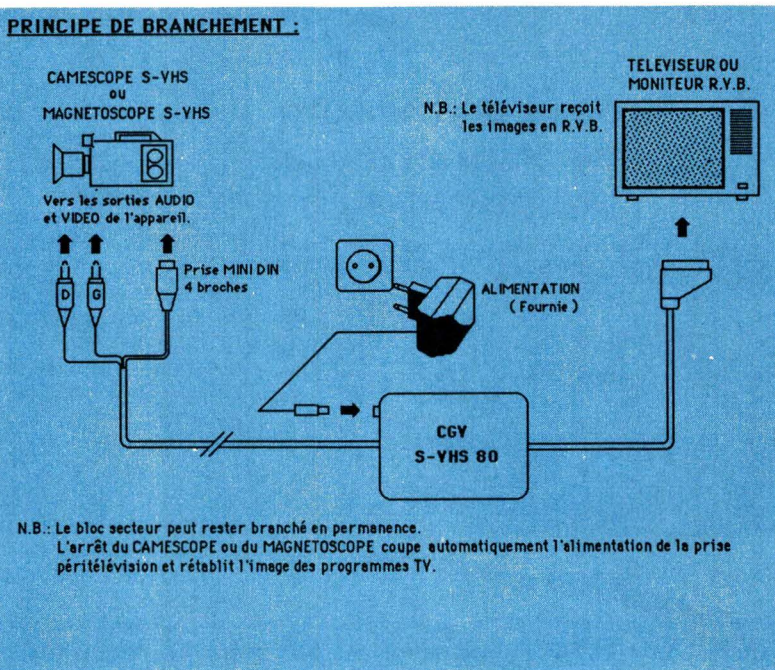 PRINCIPE DE BRANCHEMENT :
CAMESCOPE S-VHS
OU
MAGNETOSCOPE S-VHS
Vers les sorties AUDIO
et VIDEO de l'appareil.
D G
Prise MINI DIN
4 broches
ALIMENTATION
( Fournie )
TELEVISEUR OU
MONITEUR R.V.B.
N.B.: Le téléviseur reçoit
les images en R.V.B.
CGV
S-VHS 80
N.B.: Le bloc secteur peut rester branché en permanence.
L'arrêt du CAMESCOPE ou du MAGNETOSCOPE coupe automatiquement l'alimentation de la prise
péritélévision et rétablit l'image des programmes TV.